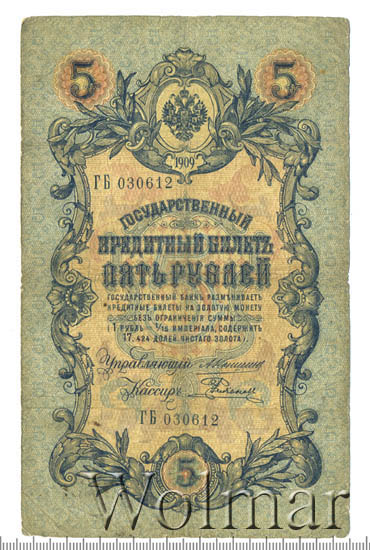 5 5
1909
ГБ 030612
ГОСУДАРСТВЕННЫЙ
КРЕДИТНЫЙ БИЛЕТЪ
ПЯТЬ РУБЛЕЙ
ГОСУДАРСТВЕННЫЙ БАНКЪ РАЗМѢНИВАЕТЪ
КРЕДИТНЫЕ БИЛЕТЫ НА ЗОЛОТУЮ МОНЕТУ
БЕЗЪ ОГРАНИЧЕНІЯ СУММЫ
(1 РУБЛЬ = 1/15 ИМПЕРІАЛА, СОДЕРЖИТЪ
17,424 ДОЛЕЙ ЧИСТАГО ЗОЛОТА).
Управляющій
Кассиръ
ГБ 030612
5
Wolmar